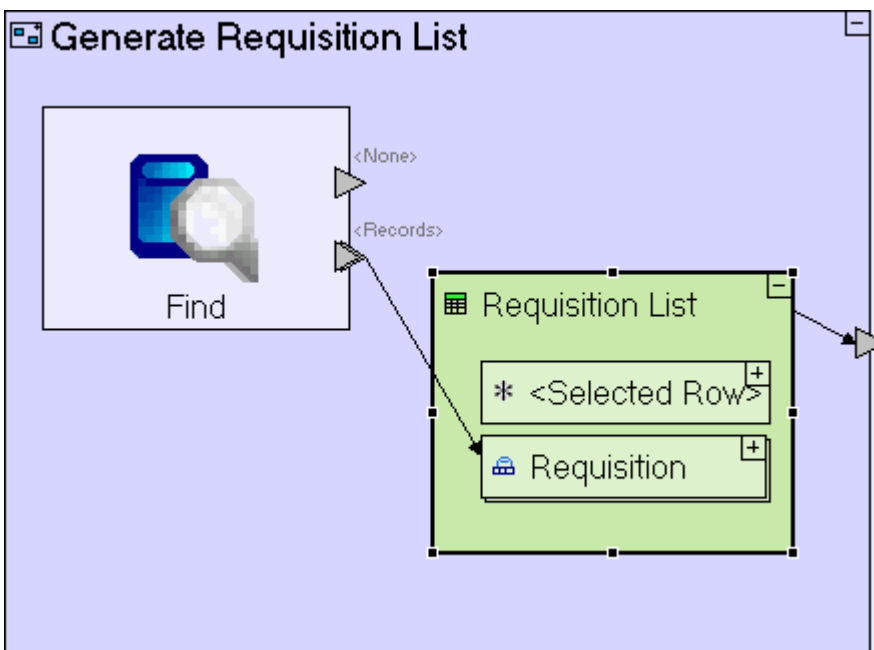 Generate Requisition List
<None>
<Records>
Find
Requisition List
* <Selected Row>
Requisition